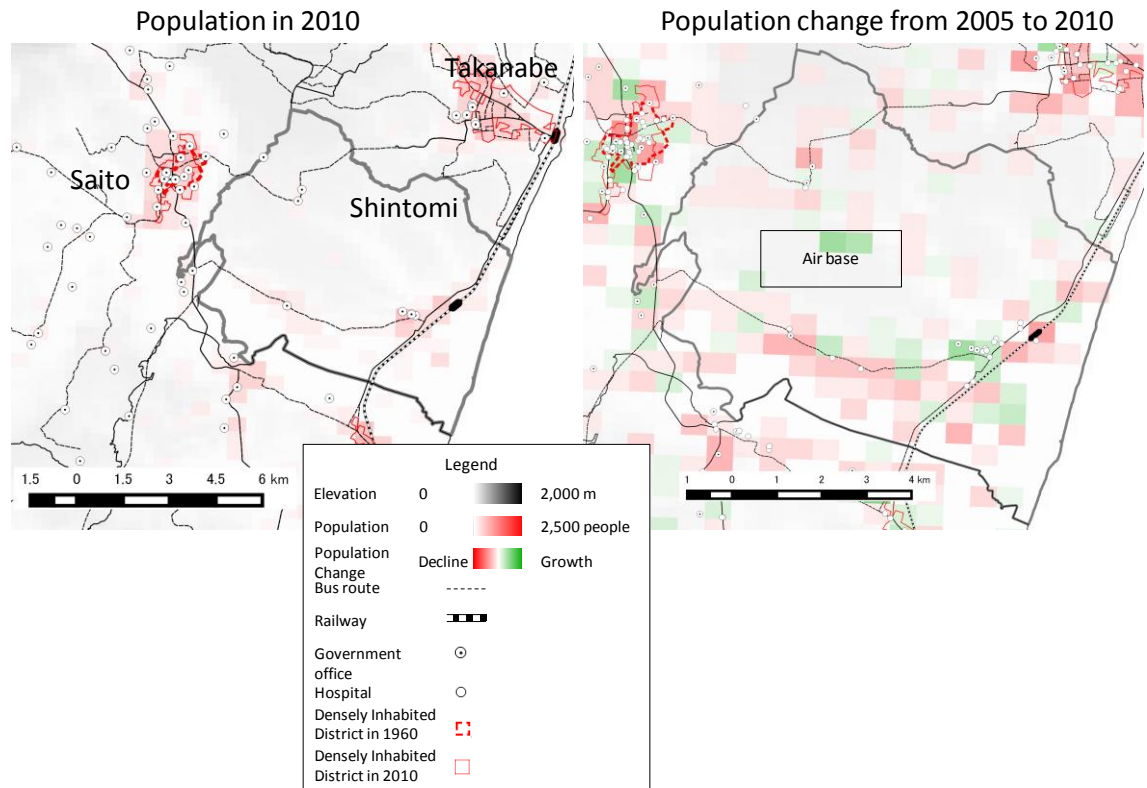 Population in 2010
Population change from 2005 to 2010
Takanabe
Saito
Shintomi
Air base
1.5 0 1.5 3 4.5 6 km
1 0 1 2 3 4 km
Legend
Elevation 0 2,000 m
Population 0 2,500 people
Population
Change Decline Growth
Bus route
Railway
Government
office
Hospital
Densely Inhabited
District in 1960
Densely Inhabited
District in 2010